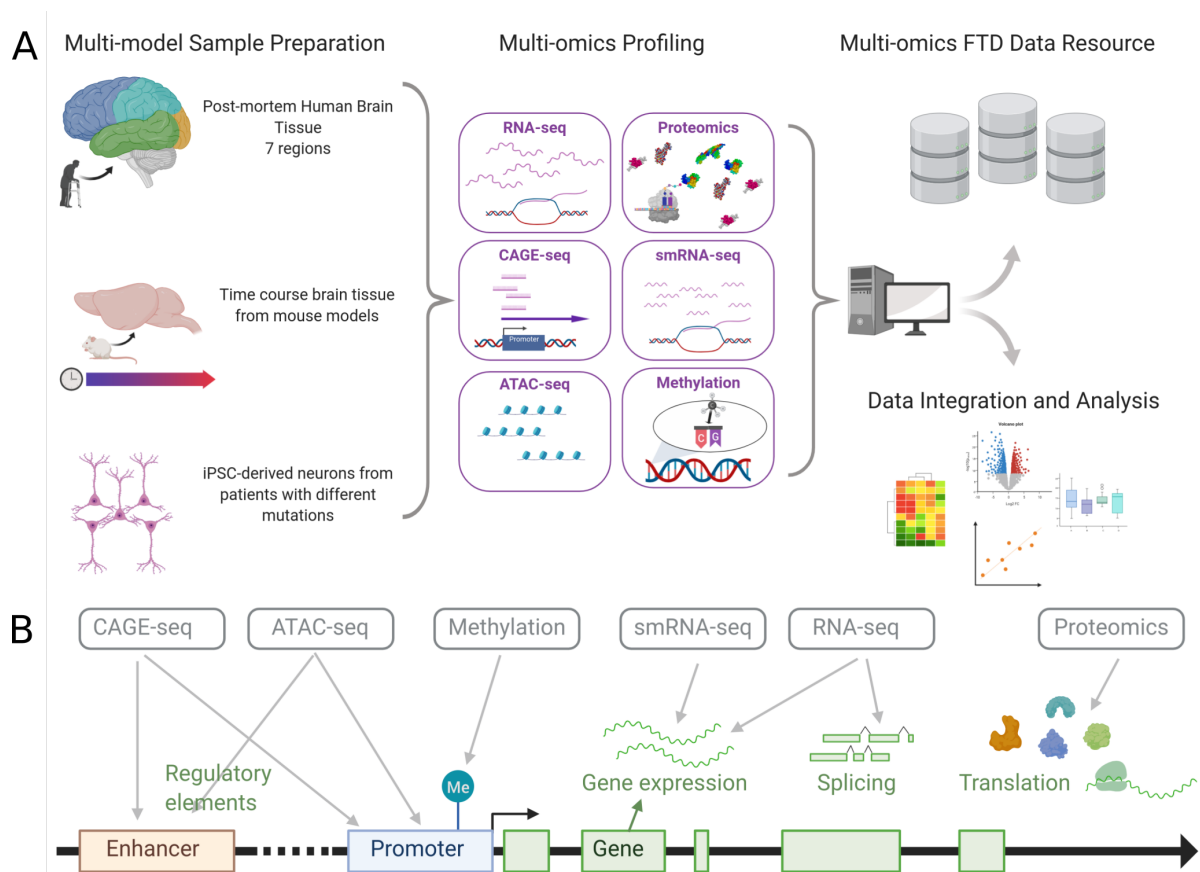 A
Multi-model Sample Preparation
Multi-omics Profiling
Multi-omics FTD Data Resource
Post-mortem Human Brain
Tissue
7 regions
Time course brain tissue
from mouse models
iPSC-derived neurons from
patients with different
mutations
RNA-seq
Proteomics
CAGE-seq
Promoter
smRNA-seq
ATAC-seq
Methylation
C G
Data Integration and Analysis
Volcano plot
B
CAGE-seq
ATAC-seq
Methylation
smRNA-seq
RNA-seq
Proteomics
Regulatory
elements
Me
Gene expression
Splicing
Translation
Enhancer
Promoter
Gene